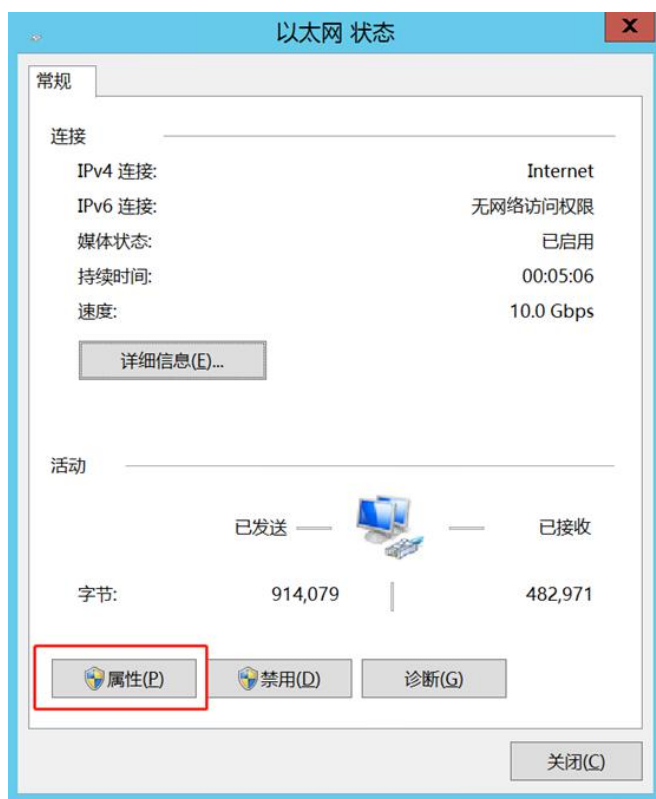 以太网 状态
X
常规
连接
IPv4 连接: Internet
IPv6 连接: 无网络访问权限
媒体状态: 已启用
持续时间: 00:05:06
速度: 10.0 Gbps
详细信息(E)...
活动
已发送 已接收
字节: 914,079 482,971
属性(P) 禁用(D) 诊断(G)
关闭(C)